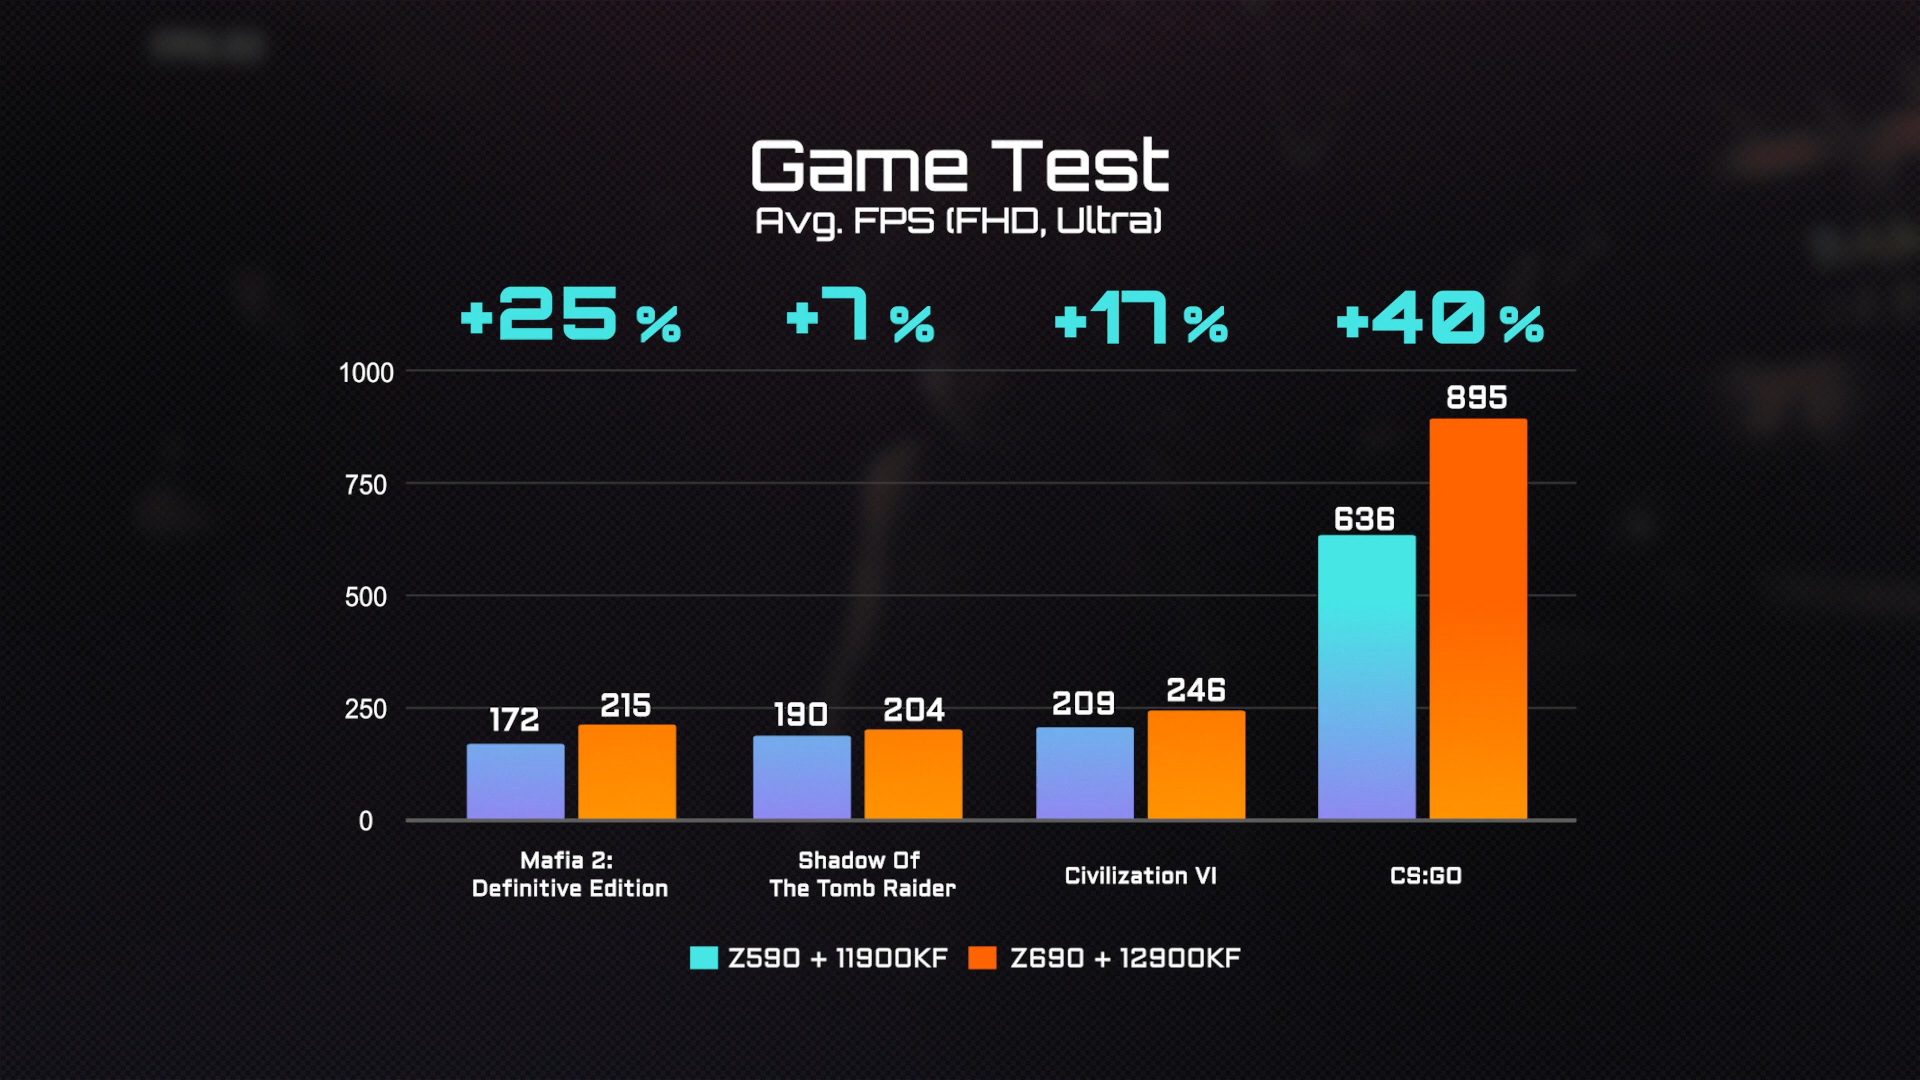 Game Test
Avg. FPS (FHD, Ultra)
+25 % +7 % +17 % +40 %
1000
895
750
636
500
250
172 215 190 204 209 246
0
Mafia 2:
Definitive Edition
Shadow Of
The Tomb Raider
Civilization VI
CS:GO
Z590 + 11900KF Z690 + 12900KF